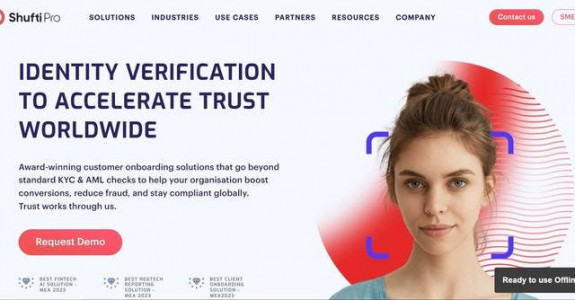 Shufti Pro
SOLUTIONS INDUSTRIES USE CASES PARTNERS RESOURCES COMPANY
Contact us
SME
IDENTITY VERIFICATION
TO ACCELERATE TRUST
WORLDWIDE
Award-winning customer onboarding solutions that go beyond
standard KYC & AML checks to help your organisation boost
conversions, reduce fraud, and stay compliant globally.
Trust works through us.
Request Demo
BEST FINTECH
AI SOLUTION -
MEA 2023
BEST REGTECH
REPORTING
SOLUTION -
MEA 2023
BEST CLIENT
ONBOARDING
SOLUTION -
MEA2023
Ready to use Offlin